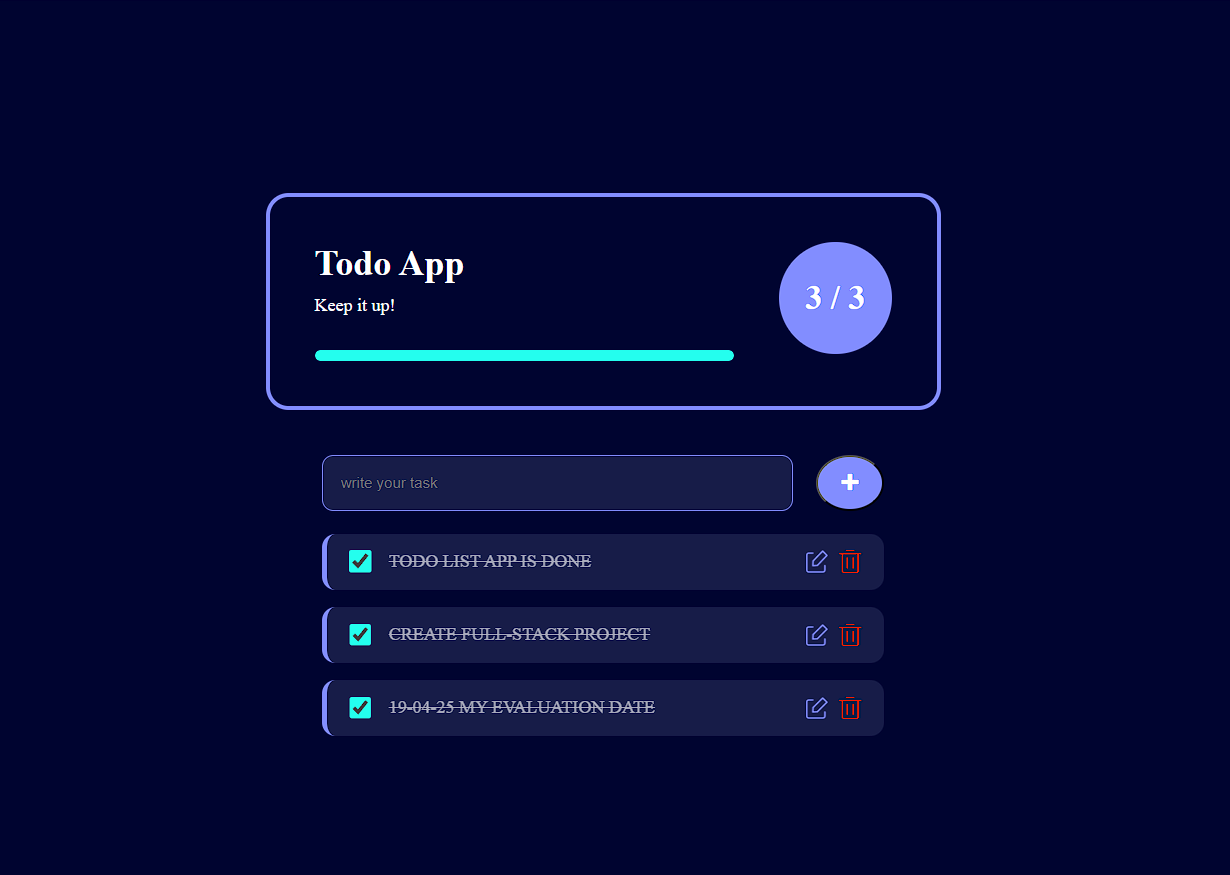 Todo App
Keep it up!
3 / 3
write your task
TODO LIST APP IS DONE
CREATE FULL-STACK PROJECT
19-04-25 MY EVALUATION DATE